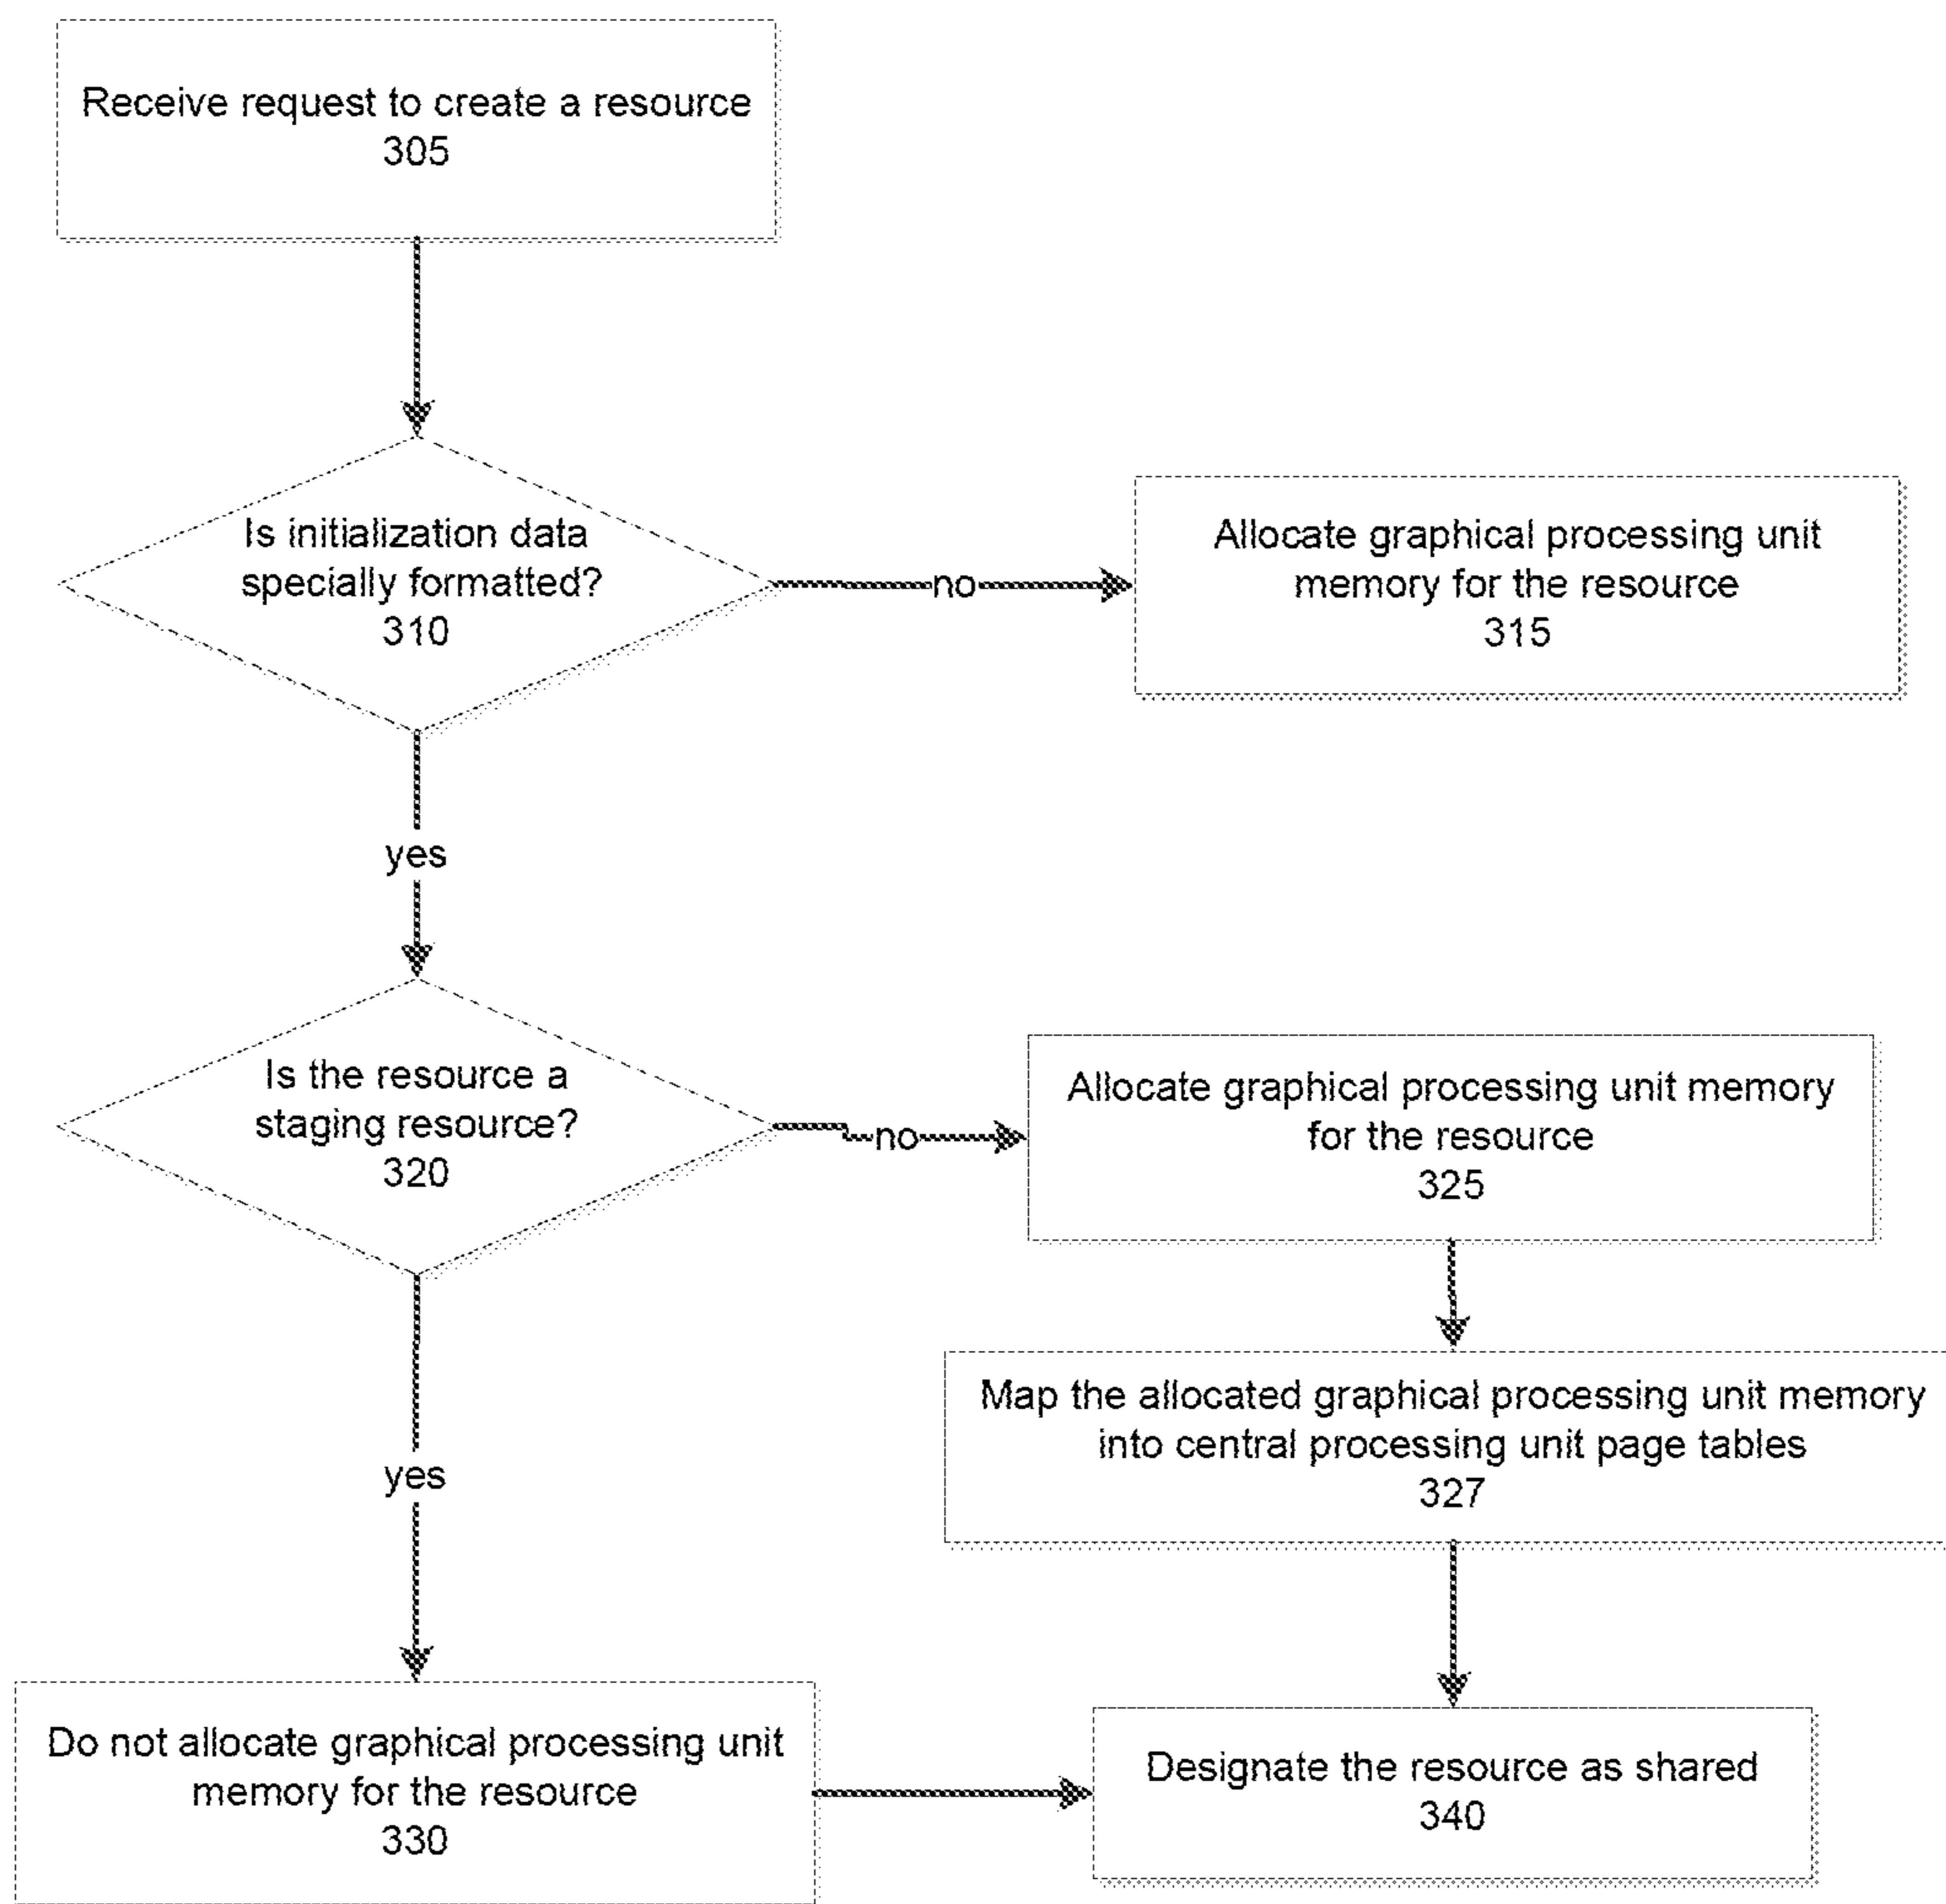 Receive request to create a resource
305
Is initialization data
specially formatted?
310
no
Allocate graphical processing unit
memory for the resource
315
yes
Is the resource a
staging resource?
320
no
Allocate graphical processing unit memory
for the resource
325
Map the allocated graphical processing unit memory
into central processing unit page tables
327
yes
Do not allocate graphical processing unit
memory for the resource
330
Designate the resource as shared
340